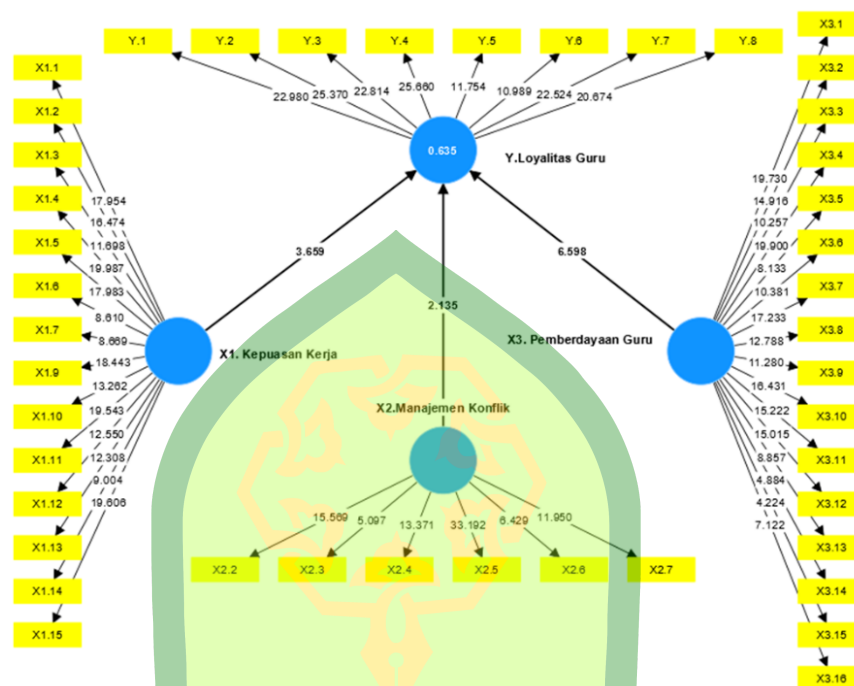 Y.1
Y.2
Y.3
Y.4
Y.5
Y.6
Y.7
Y.8
22.980
25.370
22.814
25.660
11.754
10.989
22.524
20.674
0.635
Y.Loyalitas Guru
X1.1
X1.2
X1.3
X1.4
X1.5
X1.6
X1.7
X1.9
X1.10
X1.11
X1.12
X1.13
X1.14
X1.15
17.954
16.474
11.698
19.987
17.983
8.610
8.669
18.443
13.262
19.543
12.550
12.308
9.004
19.606
X1. Kepuasan Kerja
3.659
2.135
6.598
X2.Manajemen Konflik
15.569
5.097
13.371
33.192
6.429
11.950
X2.2
X2.3
X2.4
X2.5
X2.6
X2.7
X3. Pemberdayaan Guru
19.730
14.916
10.257
19.900
8.133
10.381
17.233
12.788
11.280
16.431
15.222
15.015
8.857
4.884
4.224
7.122
X3.1
X3.2
X3.3
X3.4
X3.5
X3.6
X3.7
X3.8
X3.9
X3.10
X3.11
X3.12
X3.13
X3.14
X3.15
X3.16